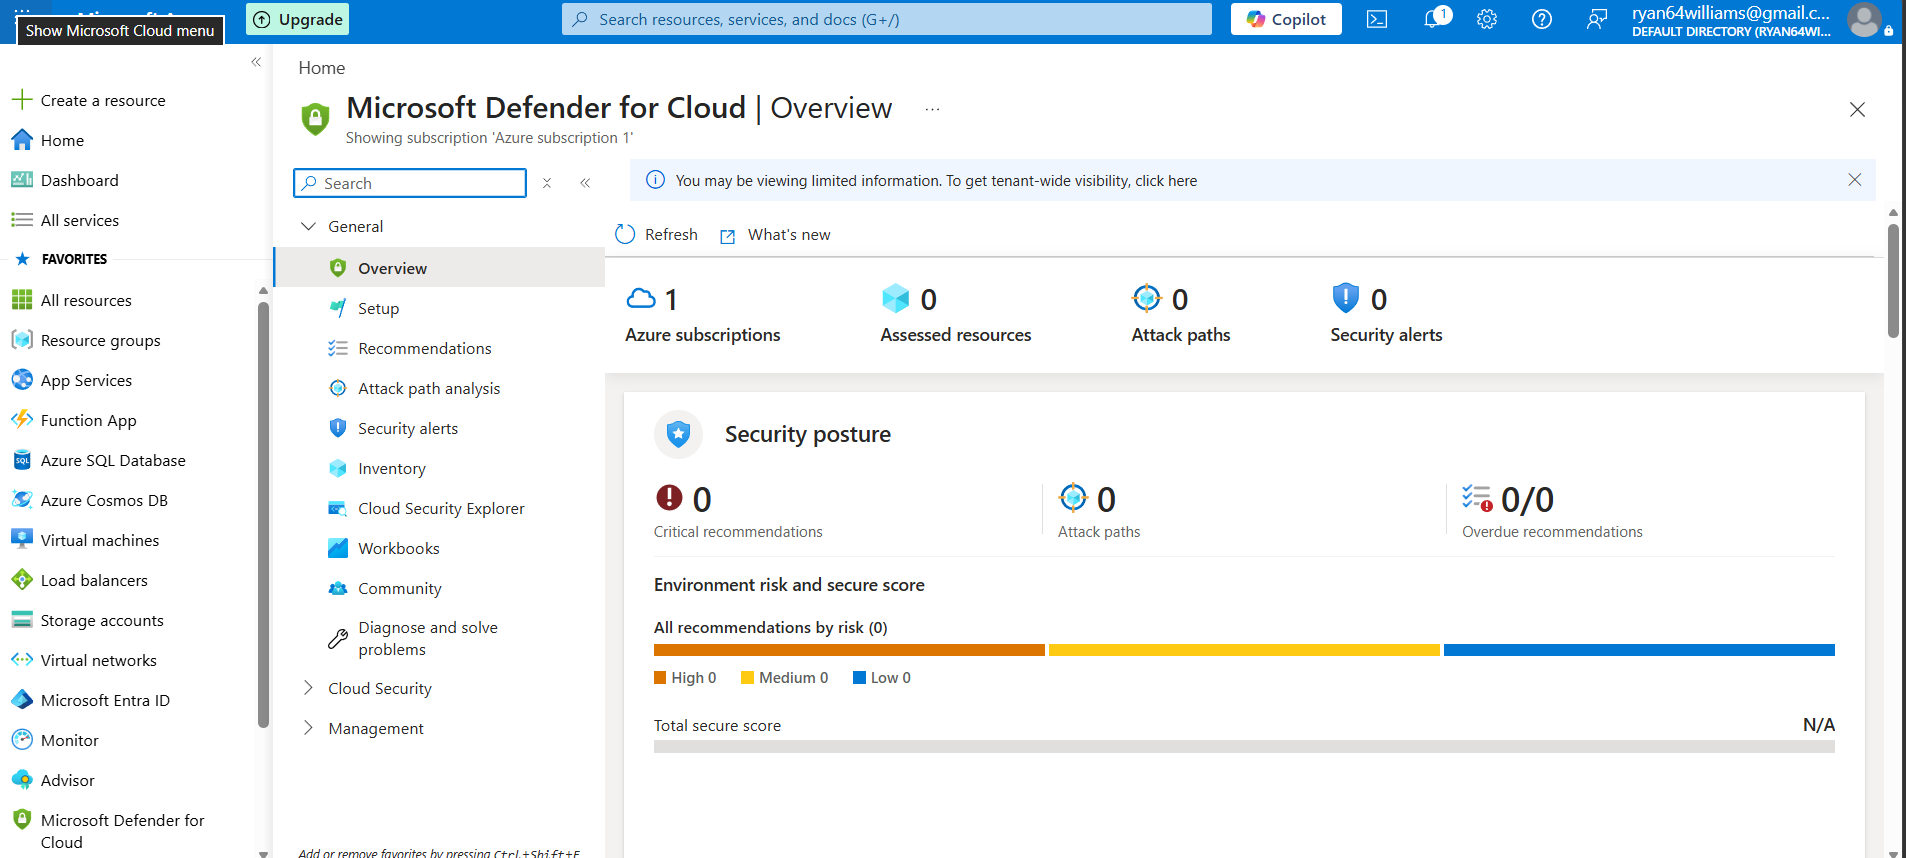 Show Microsoft Cloud menu
Upgrade
Search resources, services, and docs (G+/)
Copilot
1
ryan64williams@gmail.c...
DEFAULT DIRECTORY (RYAN64WI...
Create a resource
Home
Dashboard
All services
FAVORITES
All resources
Resource groups
App Services
Function App
SQL
Azure SQL Database
Azure Cosmos DB
Virtual machines
Load balancers
Storage accounts
Virtual networks
Microsoft Entra ID
Monitor
Advisor
Microsoft Defender for
Cloud
Home
Microsoft Defender for Cloud | Overview
...
Showing subscription 'Azure subscription 1'
Search
General
Overview
Setup
Recommendations
Attack path analysis
Security alerts
Inventory
Cloud Security Explorer
Workbooks
Community
Diagnose and solve
problems
Cloud Security
Management
Add or remove favorites by pressing Ctrl+Shift+F
You may be viewing limited information. To get tenant-wide visibility, click here
Refresh
What's new
1
Azure subscriptions
0
Assessed resources
0
Attack paths
0
Security alerts
Security posture
0
Critical recommendations
0
Attack paths
0/0
Overdue recommendations
Environment risk and secure score
All recommendations by risk (0)
High 0
Medium 0
Low 0
Total secure score
N/A